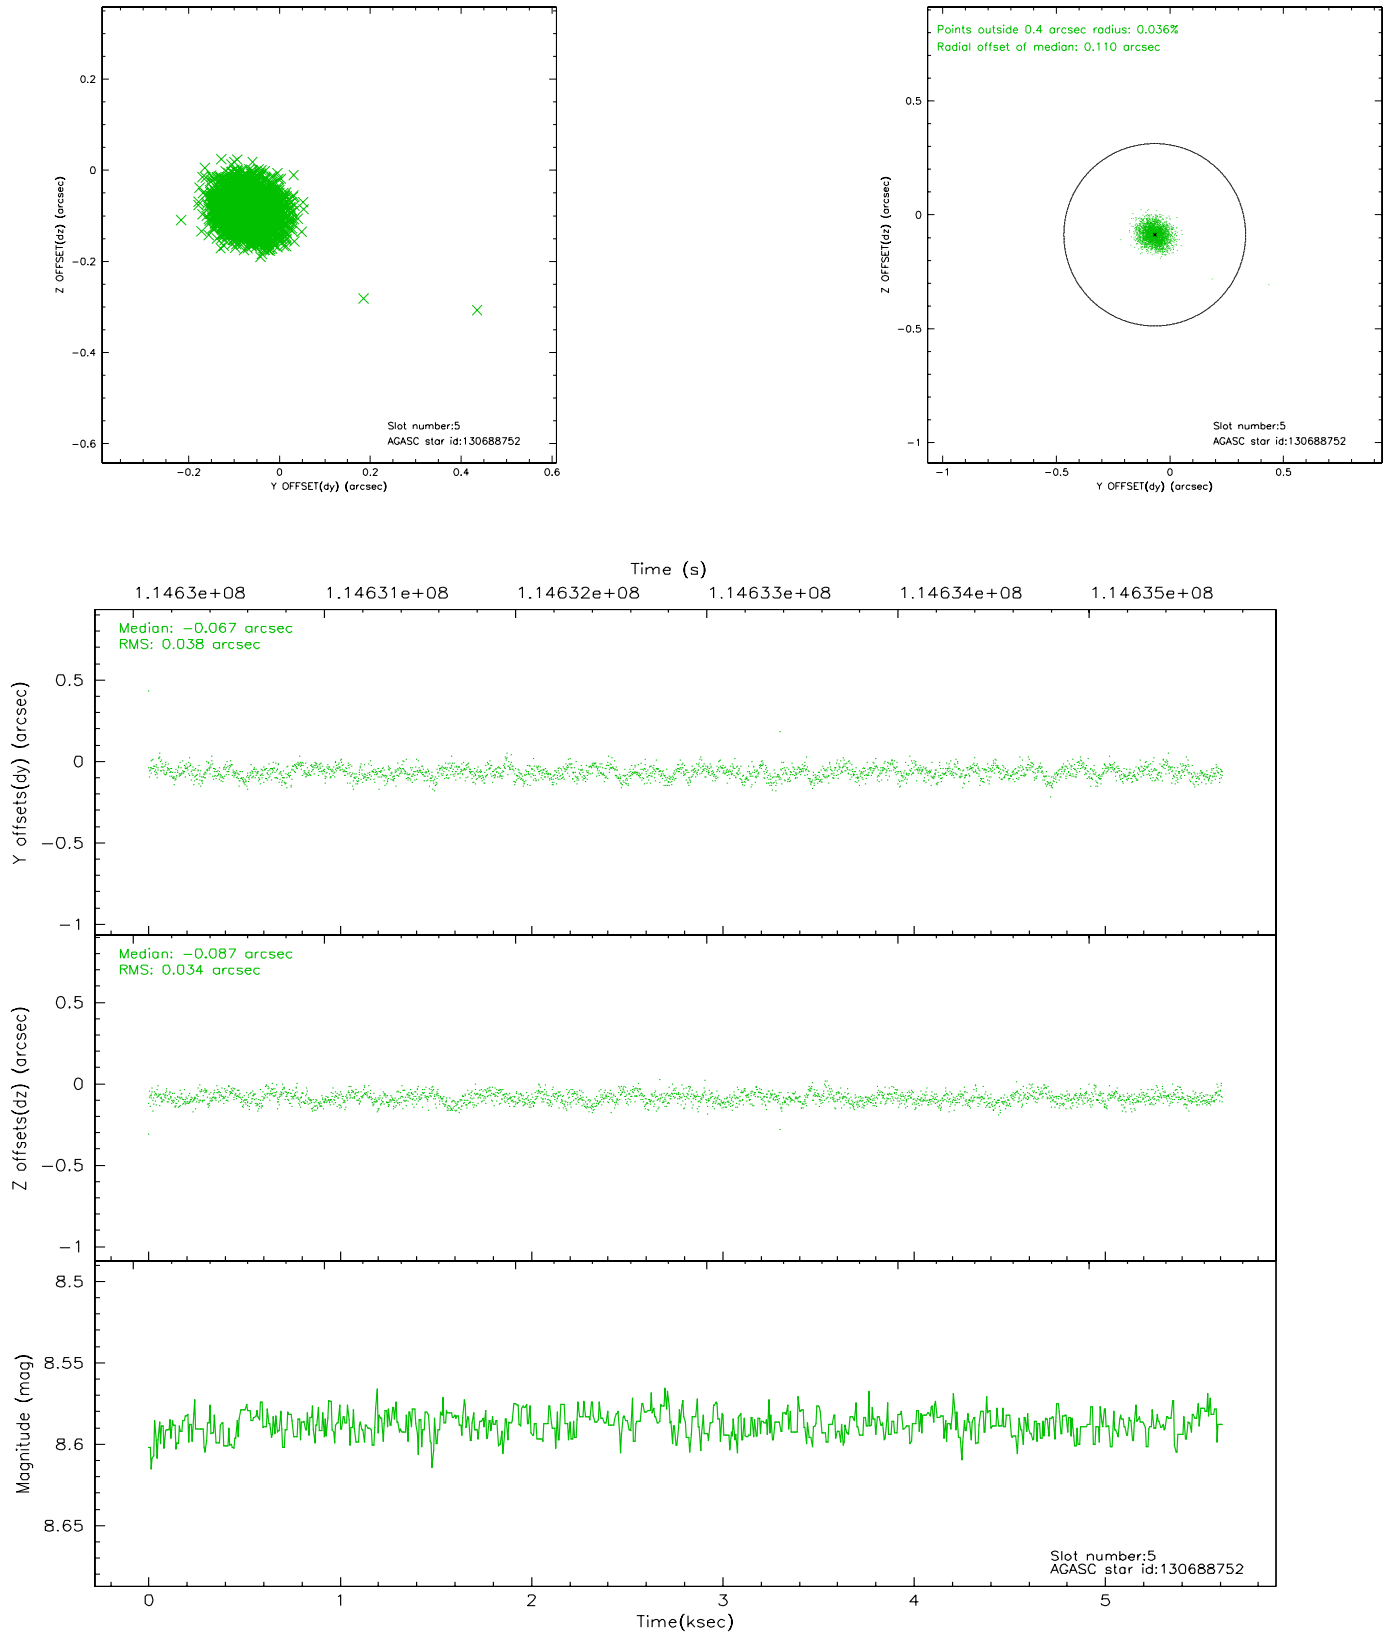 0.2
0
−0.2
−0.4
−0.6
Z OFFSET(dz) (arcsec)
Slot number:5
AGASC star id:130688752
−0.2 0 0.2 0.4 0.6
Y OFFSET(dy) (arcsec)
Points outside 0.4 arcsec radius: 0.036%
Radial offset of median: 0.110 arcsec
0.5
0
−0.5
−1
Z OFFSET(dz) (arcsec)
Slot number:5
AGASC star id:130688752
−1 −0.5 0 0.5
Y OFFSET(dy) (arcsec)
Time (s)
1.1463e+08 1.14631e+08 1.14632e+08 1.14633e+08 1.14634e+08 1.14635e+08
Median: −0.067 arcsec
RMS: 0.038 arcsec
0.5
0
−0.5
−1
Y offsets(dy) (arcsec)
Median: −0.087 arcsec
RMS: 0.034 arcsec
0.5
0
−0.5
−1
Z offsets(dz) (arcsec)
8.5
8.55
8.6
8.65
Magnitude (mag)
Slot number:5
AGASC star id:130688752
0 1 2 3 4 5
Time(ksec)